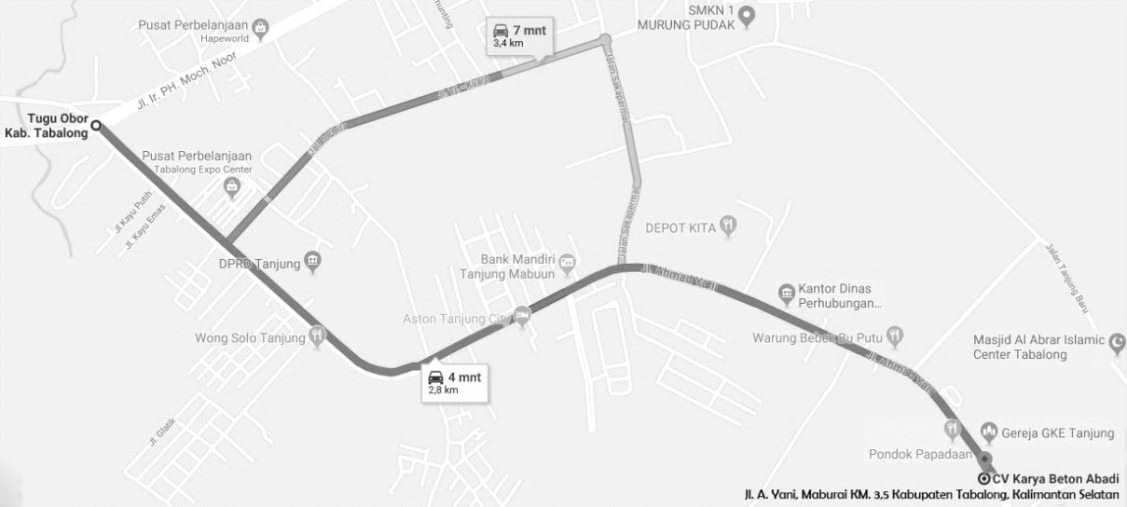 SMKN 1
MURUNG PUDAK
Pusat Perbelanjaan
Hapeworld
7 mnt
3,4 km
Jl. Ir. PH. Moch. Noor
Tugu Obor
Kab. Tabalong
Pusat Perbelanjaan
Tabalong Expo Center
Jl Kayu Putih
Jl. Kayu Emas
DEPOT KITA
DPRD Tanjung
Bank Mandiri
Tanjung Mabuun
Jalan Tanjung Baru
Kantor Dinas
Perhubungan...
Aston Tanjung City
Wong Solo Tanjung
Warung Bebek Bu Putu
Masjid Al Abrar Islamic
Center Tabalong
4 mnt
2,8 km
Jl. Glatik
Gereja GKE Tanjung
Pondok Papadaan
CV Karya Beton Abadi
Jl. A. Yani, Maburai KM. 3,5 Kabupaten Tabalong, Kalimantan Selatan